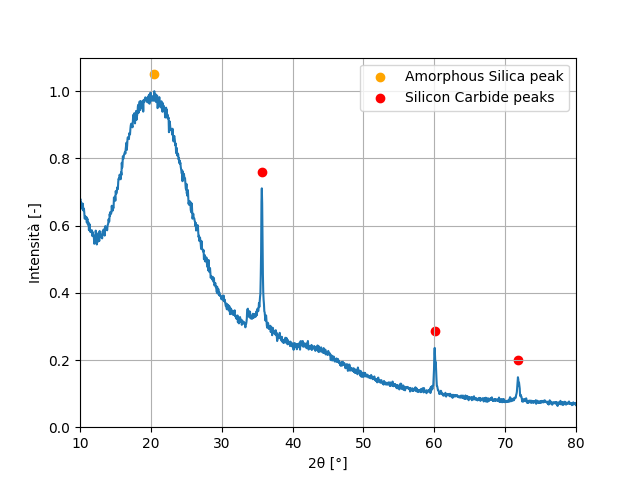 Amorphous Silica peak
Silicon Carbide peaks
1.0
0.8
0.6
0.4
0.2
0.0
Intensità [-]
10 20 30 40 50 60 70 80
2θ [°]